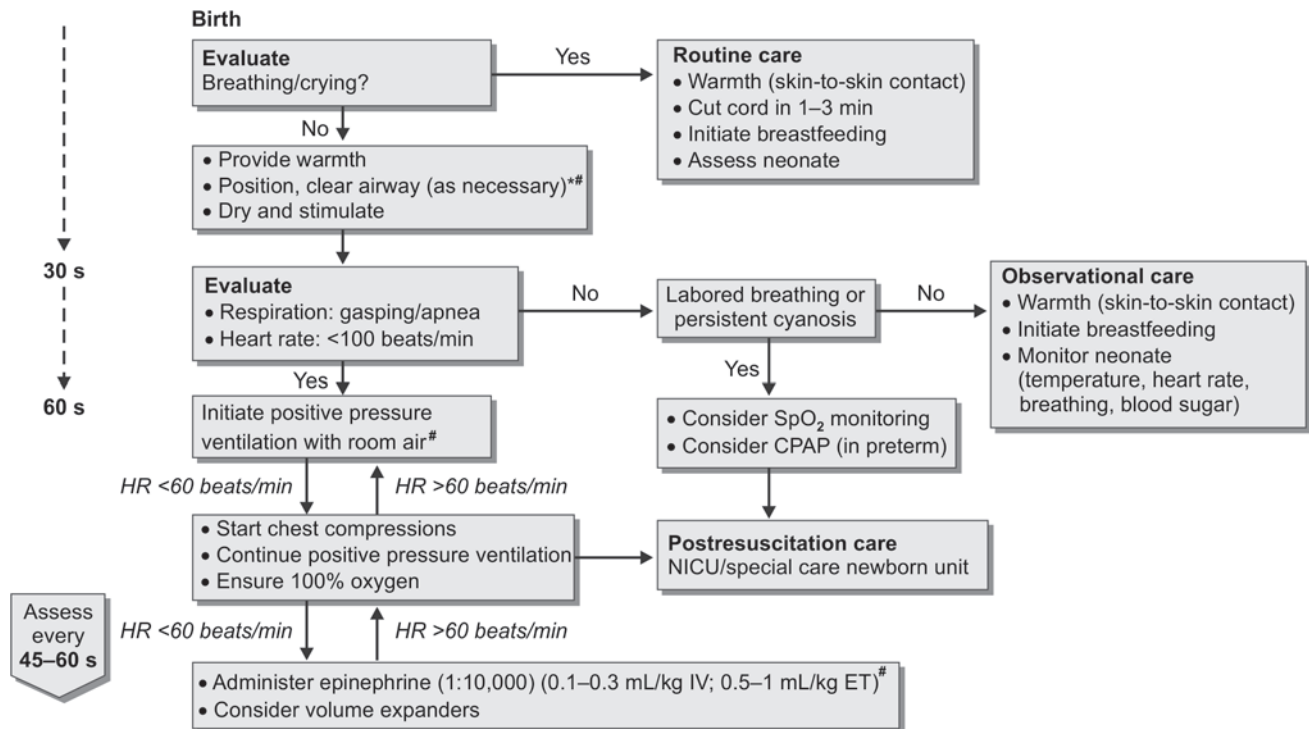 Birth
Evaluate
Breathing/crying?
Yes
Routine care
• Warmth (skin-to-skin contact)
• Cut cord in 1–3 min
• Initiate breastfeeding
• Assess neonate
No
• Provide warmth
• Position, clear airway (as necessary)*#
• Dry and stimulate
30 s
Evaluate
• Respiration: gasping/apnea
• Heart rate: <100 beats/min
No
Labored breathing or
persistent cyanosis
No
Observational care
• Warmth (skin-to-skin contact)
• Initiate breastfeeding
• Monitor neonate
(temperature, heart rate,
breathing, blood sugar)
Yes
Yes
60 s
Initiate positive pressure
ventilation with room air#
• Consider SpO₂ monitoring
• Consider CPAP (in preterm)
HR <60 beats/min
HR >60 beats/min
• Start chest compressions
• Continue positive pressure ventilation
• Ensure 100% oxygen
Postresuscitation care
NICU/special care newborn unit
Assess
every
45–60 s
HR <60 beats/min
HR >60 beats/min
• Administer epinephrine (1:10,000) (0.1–0.3 mL/kg IV; 0.5–1 mL/kg ET)#
• Consider volume expanders